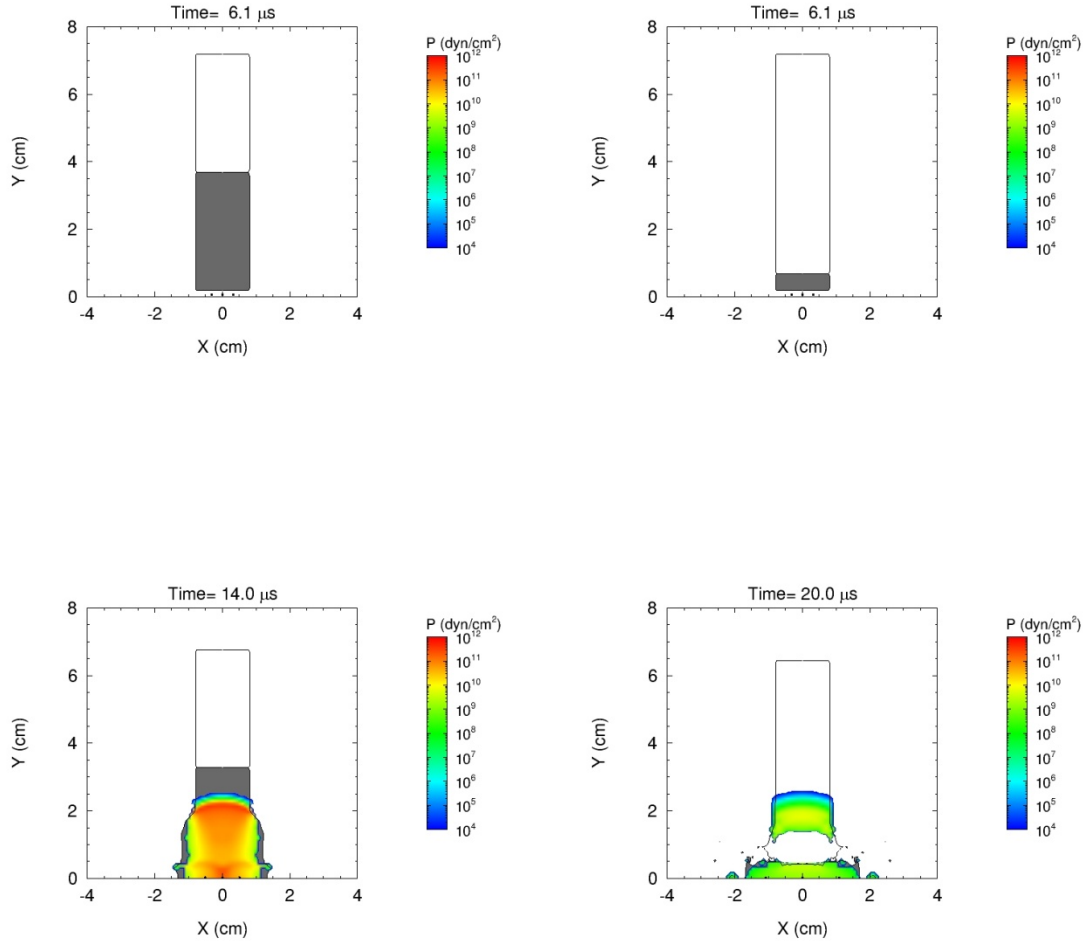 Time= 6.1 μs
P (dyn/cm²)
8
6
4
2
0
Y (cm)
10¹²
10¹¹
10¹⁰
10⁹
10⁸
10⁷
10⁶
10⁵
10⁴
-4 -2 0 2 4
X (cm)
Time= 6.1 μs
P (dyn/cm²)
8
6
4
2
0
Y (cm)
10¹²
10¹¹
10¹⁰
10⁹
10⁸
10⁷
10⁶
10⁵
10⁴
-4 -2 0 2 4
X (cm)
Time= 14.0 μs
P (dyn/cm²)
8
6
4
2
0
Y (cm)
10¹²
10¹¹
10¹⁰
10⁹
10⁸
10⁷
10⁶
10⁵
10⁴
-4 -2 0 2 4
X (cm)
Time= 20.0 μs
P (dyn/cm²)
8
6
4
2
0
Y (cm)
10¹²
10¹¹
10¹⁰
10⁹
10⁸
10⁷
10⁶
10⁵
10⁴
-4 -2 0 2 4
X (cm)